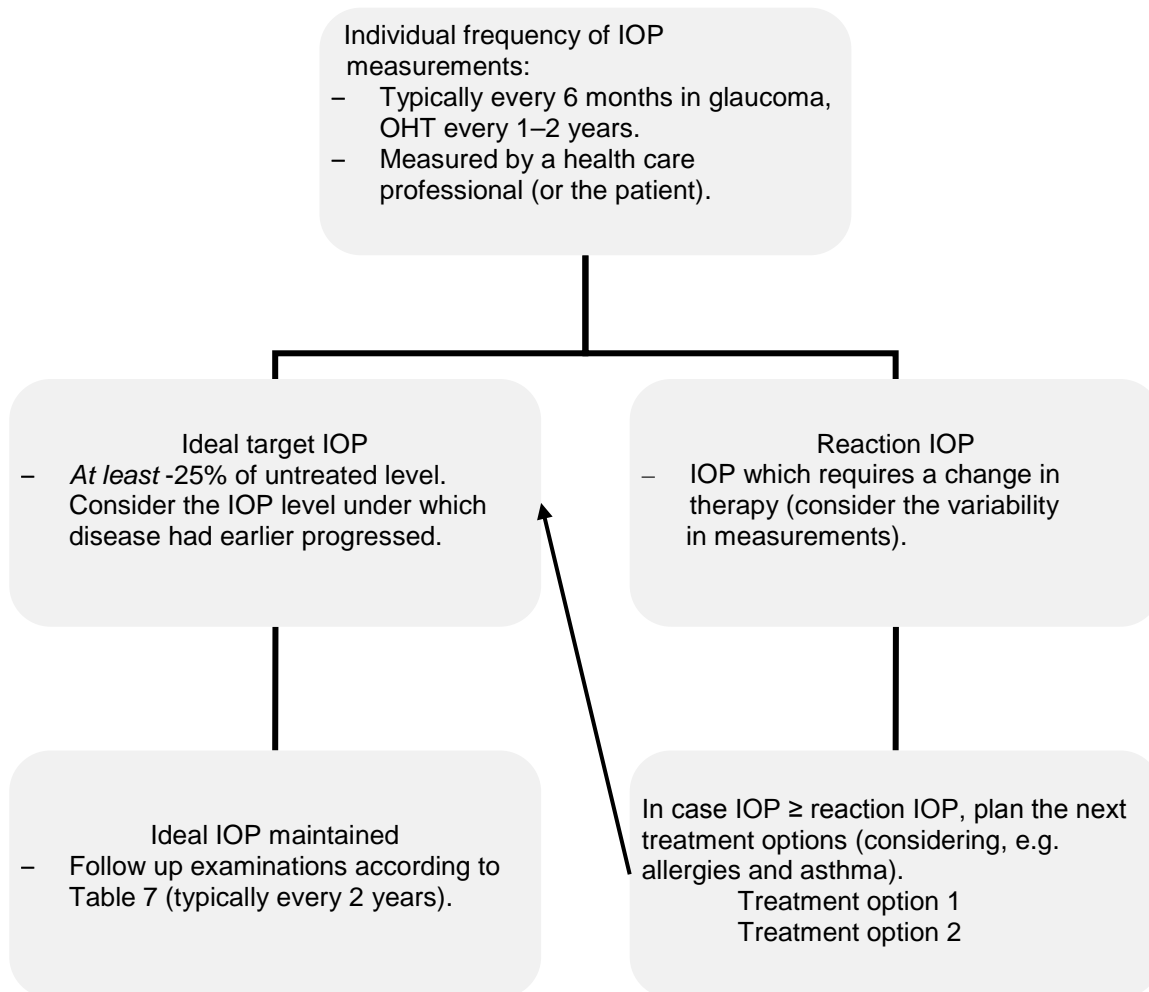 Individual frequency of IOP
measurements:
– Typically every 6 months in glaucoma,
OHT every 1–2 years.
– Measured by a health care
professional (or the patient).
Ideal target IOP
– At least -25% of untreated level.
Consider the IOP level under which
disease had earlier progressed.
Reaction IOP
– IOP which requires a change in
therapy (consider the variability
in measurements).
Ideal IOP maintained
– Follow up examinations according to
Table 7 (typically every 2 years).
In case IOP ≥ reaction IOP, plan the next
treatment options (considering, e.g.
allergies and asthma).
Treatment option 1
Treatment option 2